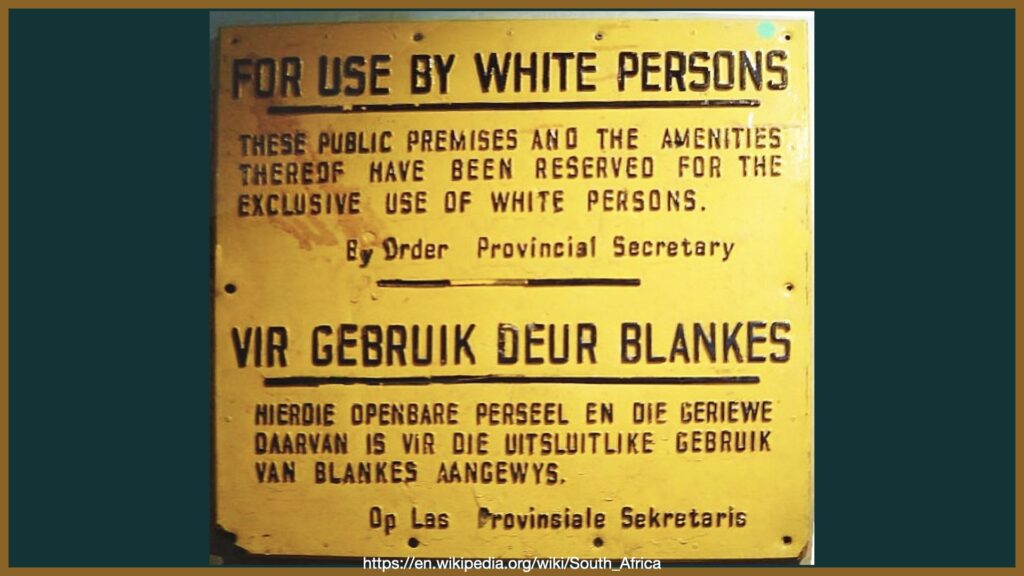 FOR USE BY WHITE PERSONS
THESE PUBLIC PREMISES AND THE AMENITIES
THEREOF HAVE BEEN RESERVED FOR THE
EXCLUSIVE USE OF WHITE PERSONS.
By Order Provincial Secretary
VIR GEBRUIK DEUR BLANKES
HIERDIE OPENBARE PERSEEL EN DIE GERIEWE
DAARVAN IS VIR DIE UITSLUITLIKE GEBRUIK
VAN BLANKES AANGEWYS.
Op Las Provinsiale Sekretaris
https://en.wikipedia.org/wiki/South_Africa